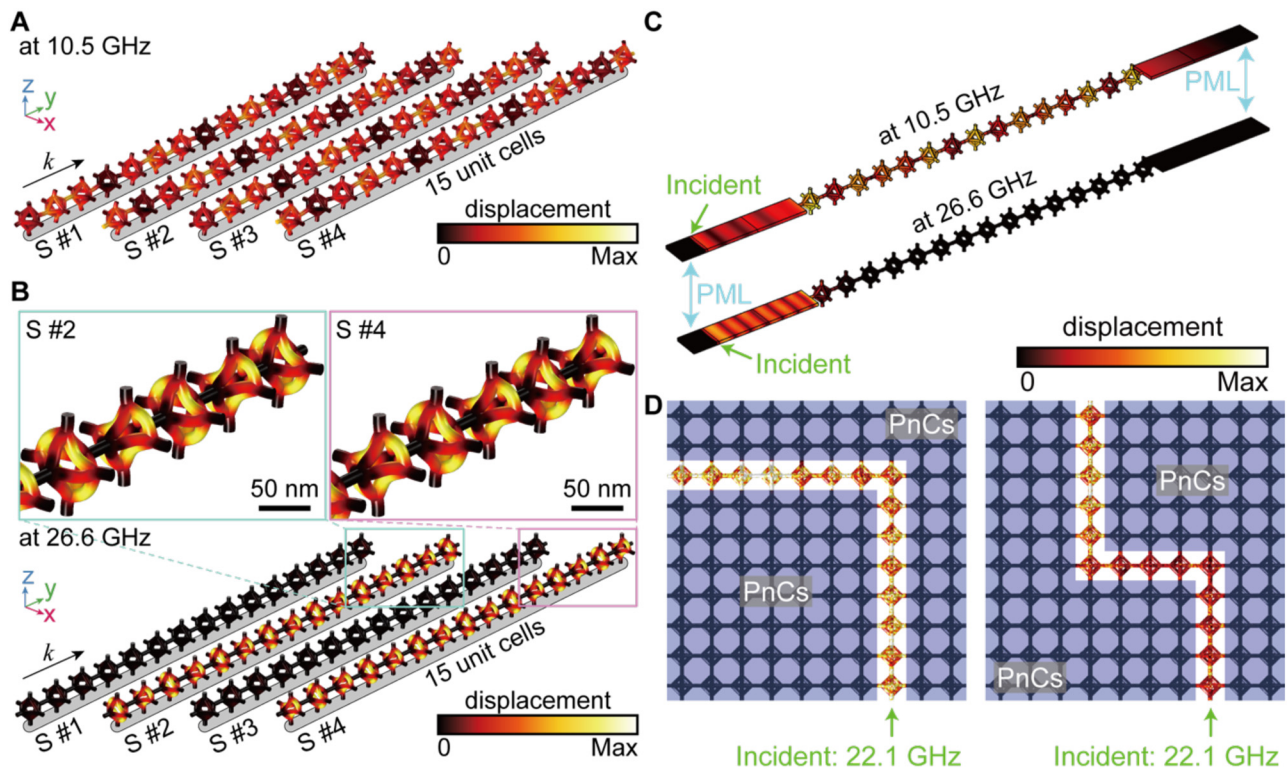 A
at 10.5 GHz
z
y
x
k
15 unit cells
S #1
S #2
S #3
S #4
displacement
0
Max
B
S #2
50 nm
S #4
50 nm
at 26.6 GHz
z
y
x
k
15 unit cells
S #1
S #2
S #3
S #4
displacement
0
Max
C
at 10.5 GHz
PML
Incident
at 26.6 GHz
PML
Incident
displacement
0
Max
D
PnCs
PnCs
Incident: 22.1 GHz
PnCs
PnCs
Incident: 22.1 GHz